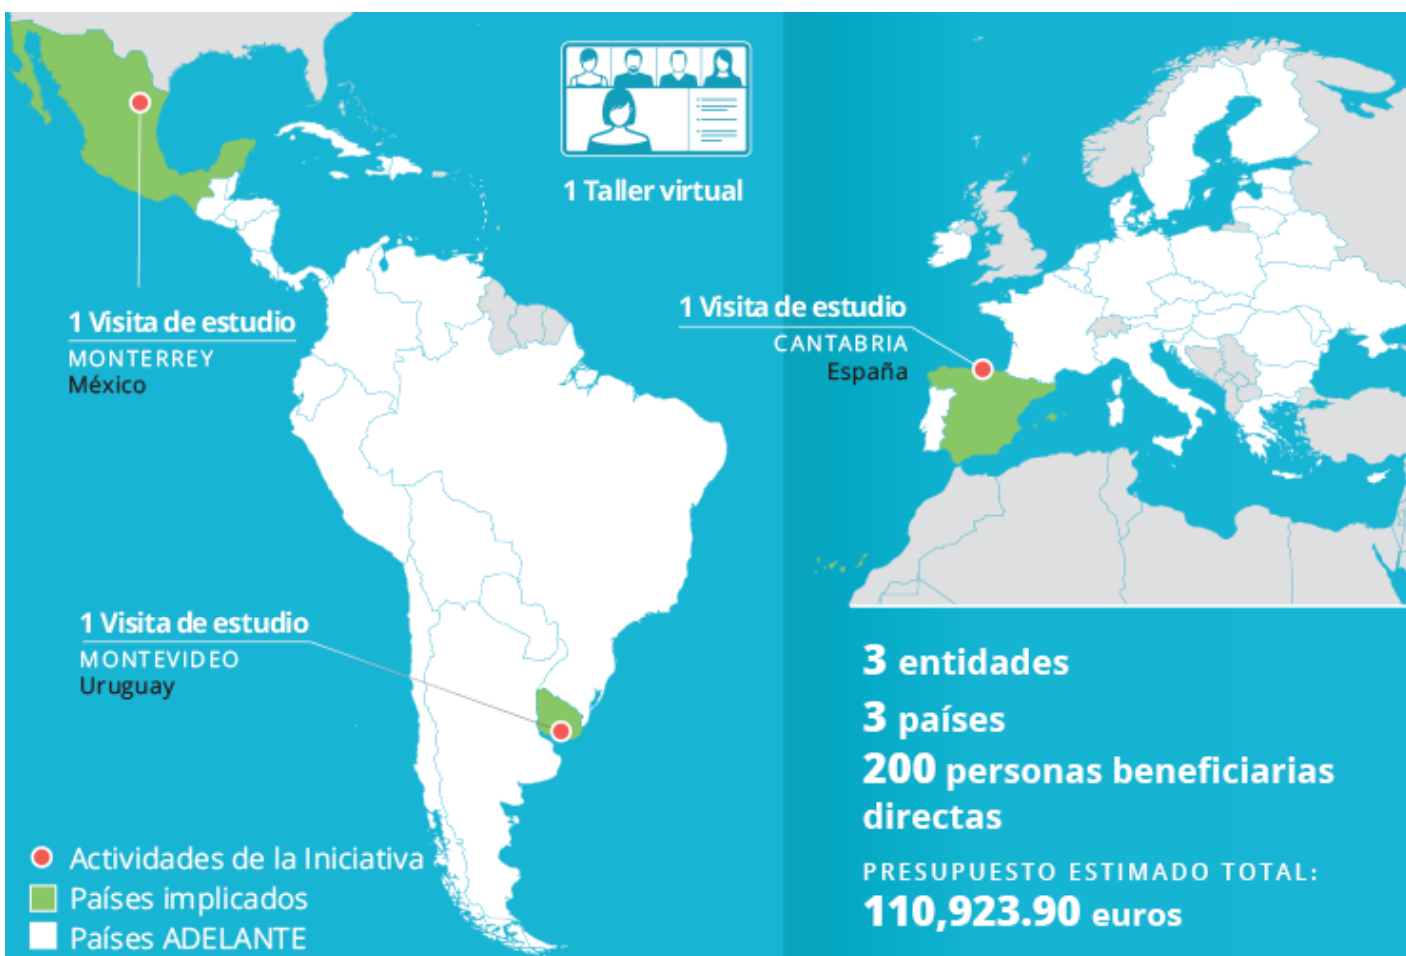 1 Taller virtual
1 Visita de estudio
MONTERREY
México
1 Visita de estudio
CANTABRIA
España
1 Visita de estudio
MONTEVIDEO
Uruguay
Actividades de la Iniciativa
Países implicados
Países ADELANTE
3 entidades
3 países
200 personas beneficiarias
directas
PRESUPUESTO ESTIMADO TOTAL:
110,923.90 euros